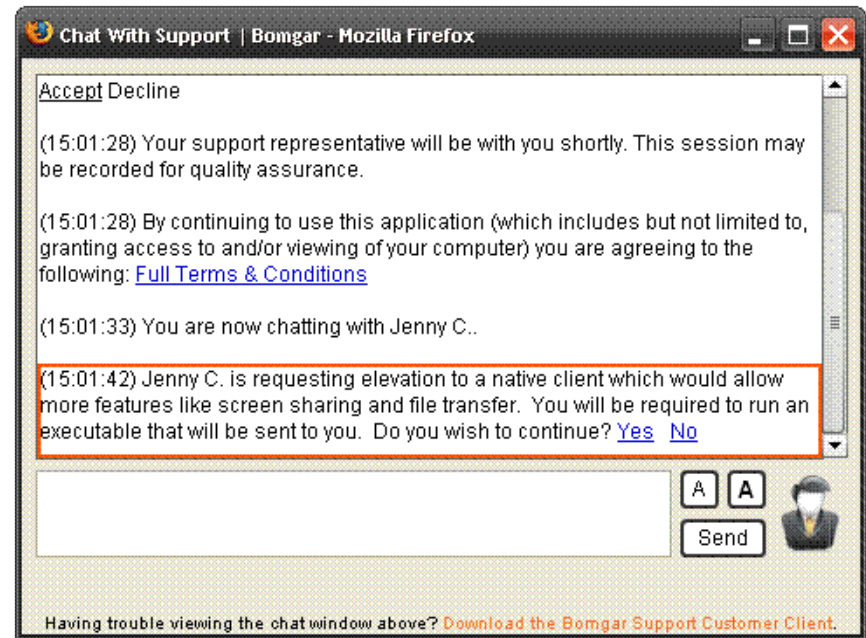 Chat With Support | Bomgar - Mozilla Firefox
Accept Decline
(15:01:28) Your support representative will be with you shortly. This session may
be recorded for quality assurance.
(15:01:28) By continuing to use this application (which includes but not limited to,
granting access to and/or viewing of your computer) you are agreeing to the
following: Full Terms & Conditions
(15:01:33) You are now chatting with Jenny C..
(15:01:42) Jenny C. is requesting elevation to a native client which would allow
more features like screen sharing and file transfer.  You will be required to run an
executable that will be sent to you.  Do you wish to continue? Yes   No
A A
Send
Having trouble viewing the chat window above? Download the Bomgar Support Customer Client.